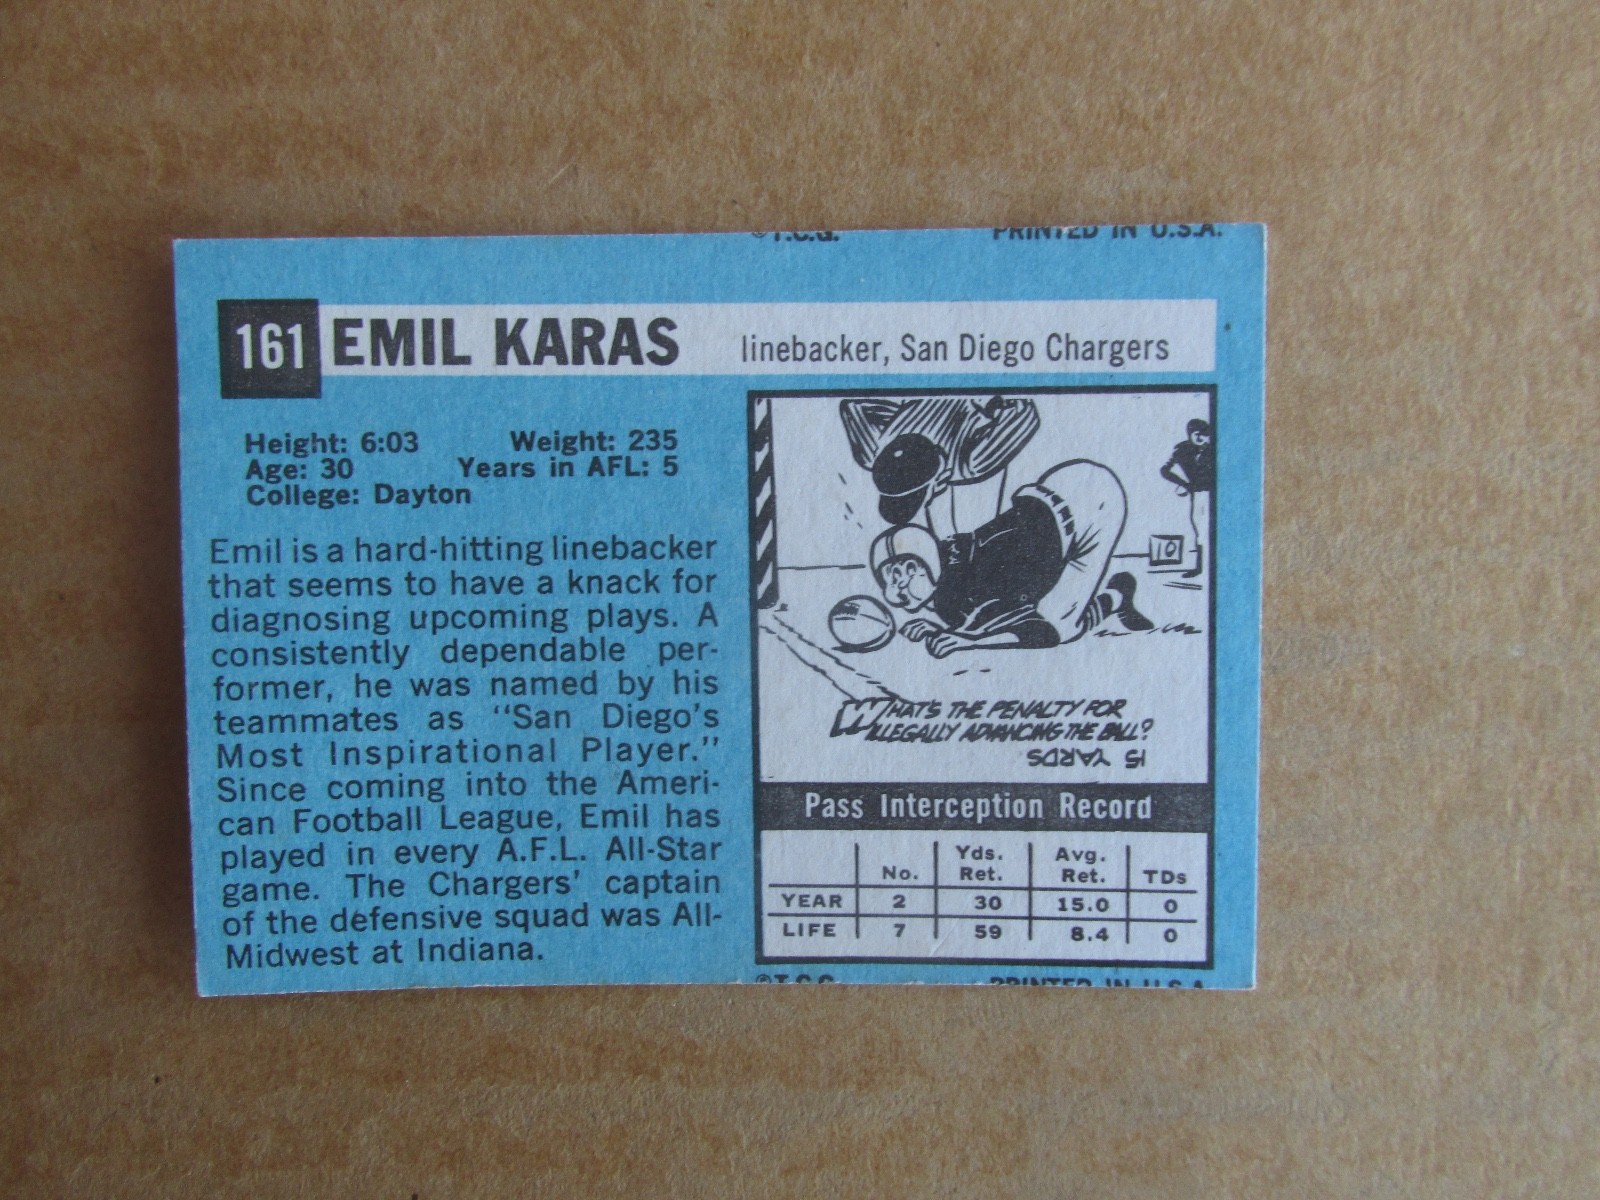 ©T.C.G. PRINTED IN U.S.A.
161 EMIL KARAS linebacker, San Diego Chargers
Height: 6:03 Weight: 235
Age: 30 Years in AFL: 5
College: Dayton
Emil is a hard-hitting linebacker
that seems to have a knack for
diagnosing upcoming plays. A
consistently dependable per-
former, he was named by his
teammates as "San Diego's
Most Inspirational Player."
Since coming into the Ameri-
can Football League, Emil has
played in every A.F.L. All-Star
game. The Chargers' captain
of the defensive squad was All-
Midwest at Indiana.
10
WHAT'S THE PENALTY FOR
ILLEGALLY ADVANCING THE BALL?
15 YARDS
Pass Interception Record
No. Yds. Ret. Avg. Ret. TDs
YEAR 2 30 15.0 0
LIFE 7 59 8.4 0
©T.C.G. PRINTED IN U.S.A.